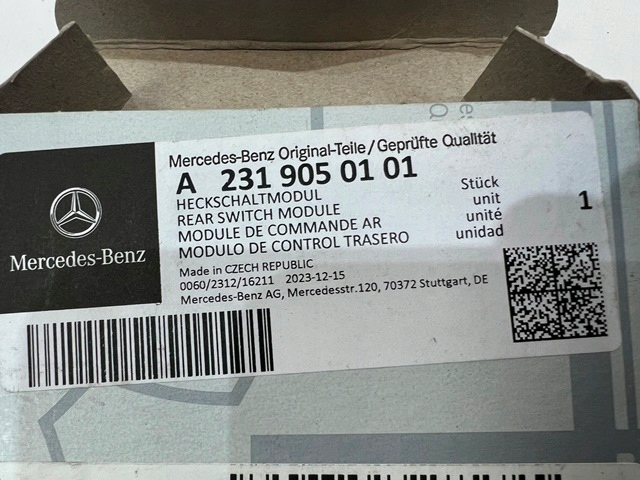 Mercedes-Benz
Mercedes-Benz Original-Teile/Geprüfte Qualität
A 231 905 01 01
HECKSCHALTMODUL
REAR SWITCH MODULE
MODULE DE COMMANDE AR
MODULO DE CONTROL TRASERO
Stück
unit
unité
unidad
1
Made in CZECH REPUBLIC
0060/2312/16211 2023-12-15
Mercedes-Benz AG, Mercedesstr.120, 70372 Stuttgart, DE